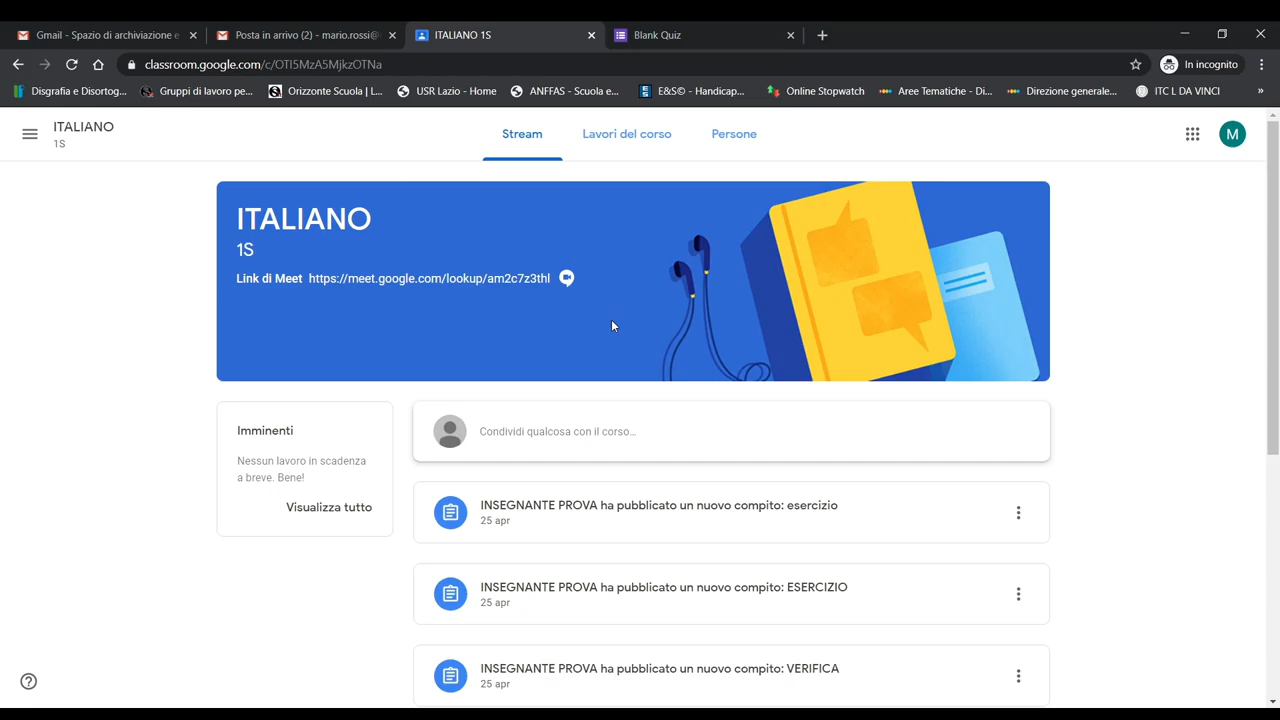 Gmail - Spazio di archiviazione e
Posta in arrivo (2) - mario.rossi@
ITALIANO 1S
Blank Quiz
classroom.google.com/c/OTI5MzA5MjkzOTNa
In incognito
Disgrafia e Disortog...
Gruppi di lavoro pe...
Orizzonte Scuola | L...
USR Lazio - Home
ANFFAS - Scuola e...
E&S© - Handicap...
Online Stopwatch
Aree Tematiche - Di...
Direzione generale...
ITC L DA VINCI
»
ITALIANO
1S
Stream
Lavori del corso
Persone
M
ITALIANO
1S
Link di Meet https://meet.google.com/lookup/am2c7z3thl
Imminenti
Nessun lavoro in scadenza
a breve. Bene!
Visualizza tutto
Condividi qualcosa con il corso…
INSEGNANTE PROVA ha pubblicato un nuovo compito: esercizio
25 apr
INSEGNANTE PROVA ha pubblicato un nuovo compito: ESERCIZIO
25 apr
INSEGNANTE PROVA ha pubblicato un nuovo compito: VERIFICA
25 apr